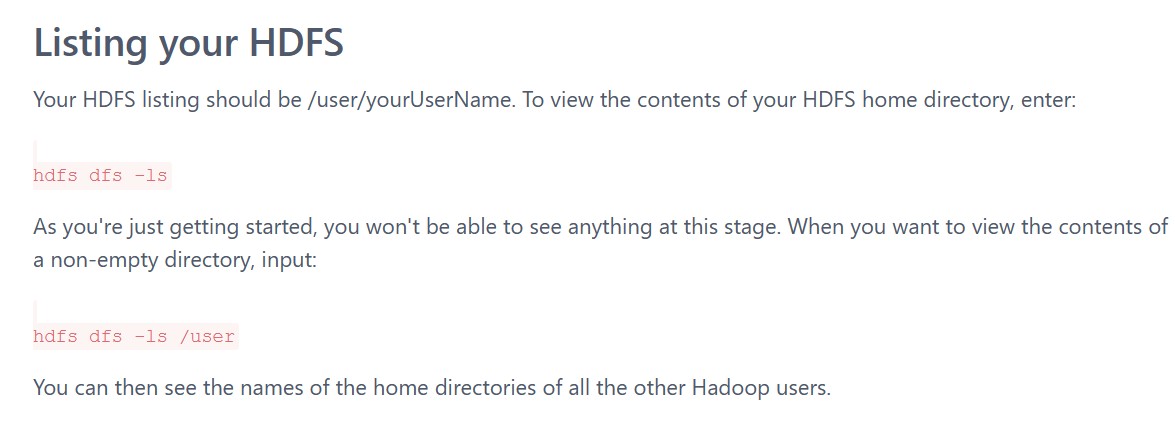 Listing your HDFS
Your HDFS listing should be /user/yourUserName. To view the contents of your HDFS home directory, enter:
hdfs dfs -ls
As you're just getting started, you won't be able to see anything at this stage. When you want to view the contents of
a non-empty directory, input:
hdfs dfs -ls /user
You can then see the names of the home directories of all the other Hadoop users.